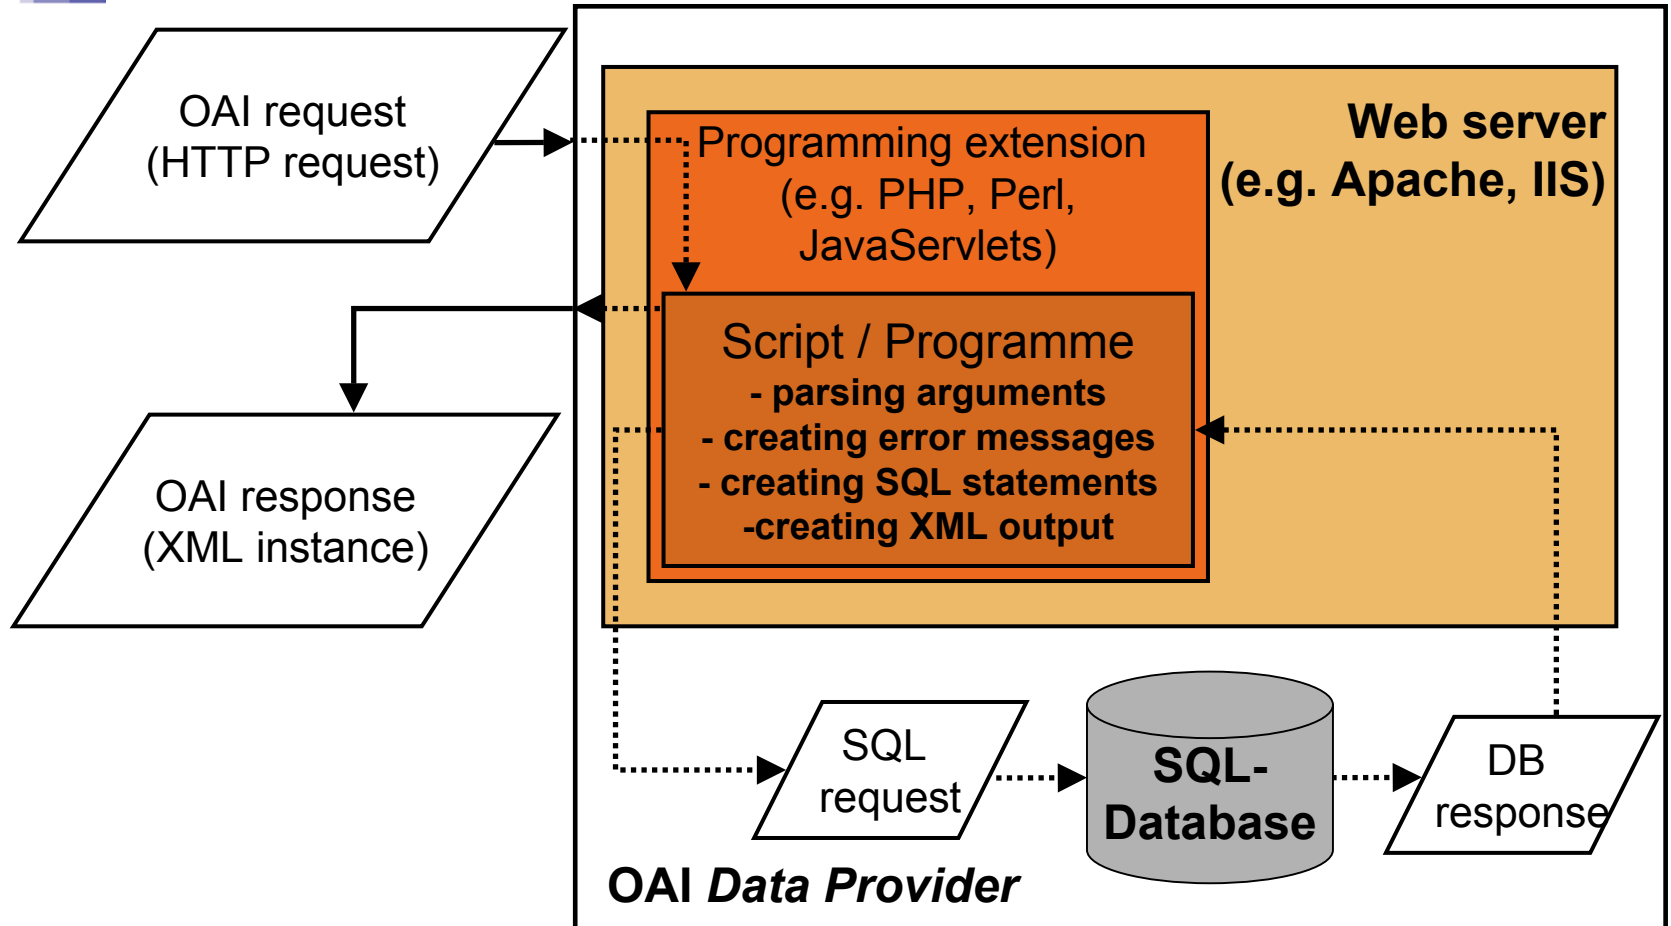 OAI request
(HTTP request)
Web server
(e.g. Apache, IIS)
Programming extension
(e.g. PHP, Perl,
JavaServlets)
Script / Programme
- parsing arguments
- creating error messages
- creating SQL statements
-creating XML output
OAI response
(XML instance)
SQL
request
SQL-
Database
DB
response
OAI Data Provider